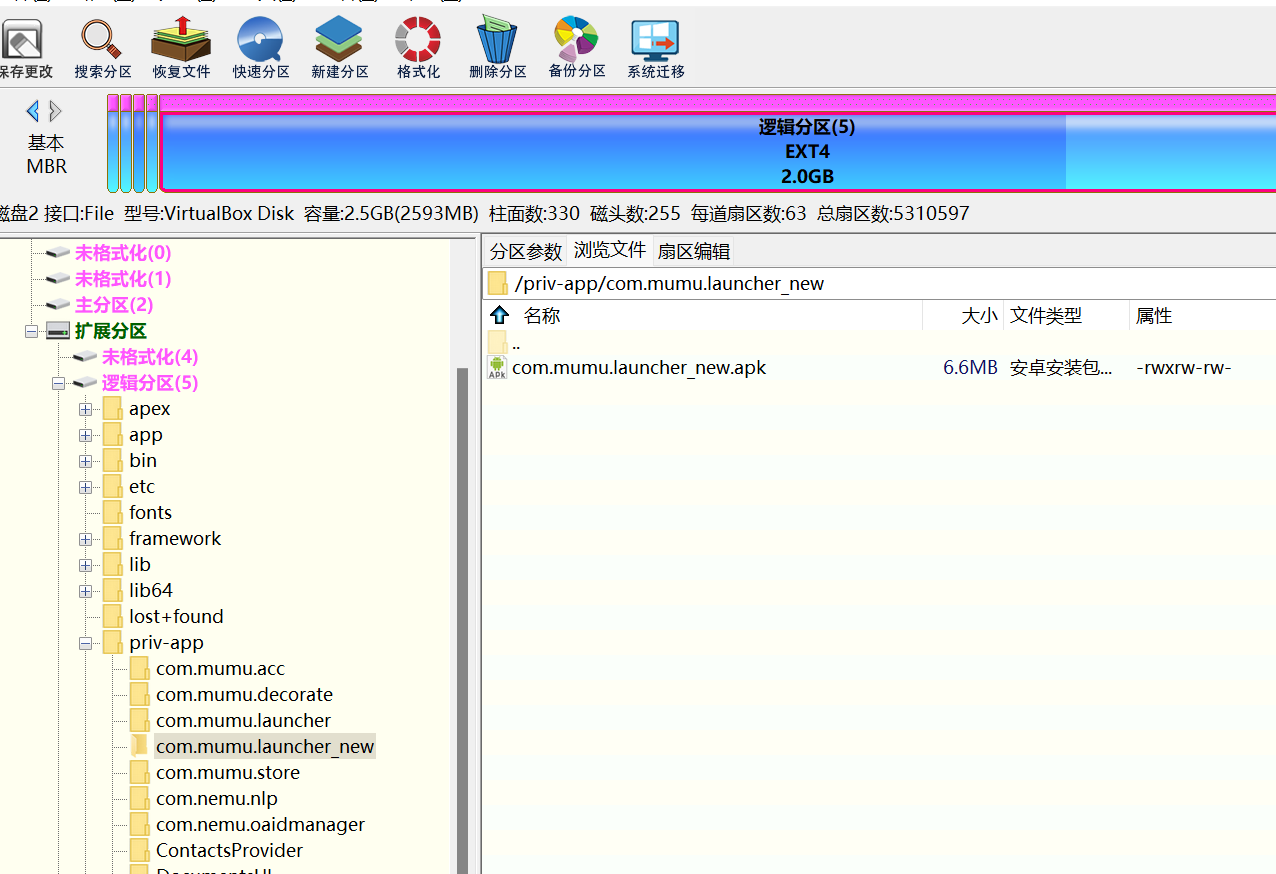 保存更改 搜索分区 恢复文件 快速分区 新建分区 格式化 删除分区 备份分区 系统迁移
基本
MBR
逻辑分区(5)
EXT4
2.0GB
磁盘2 接口:File 型号:VirtualBox Disk 容量:2.5GB(2593MB) 柱面数:330 磁头数:255 每道扇区数:63 总扇区数:5310597
未格式化(0)
未格式化(1)
主分区(2)
扩展分区
未格式化(4)
逻辑分区(5)
apex
app
bin
etc
fonts
framework
lib
lib64
lost+found
priv-app
com.mumu.acc
com.mumu.decorate
com.mumu.launcher
com.mumu.launcher_new
com.mumu.store
com.nemu.nlp
com.nemu.oaidmanager
ContactsProvider
分区参数 浏览文件 扇区编辑
/priv-app/com.mumu.launcher_new
名称 大小 文件类型 属性
..
APK com.mumu.launcher_new.apk 6.6MB 安卓安装包... -rwxrw-rw-